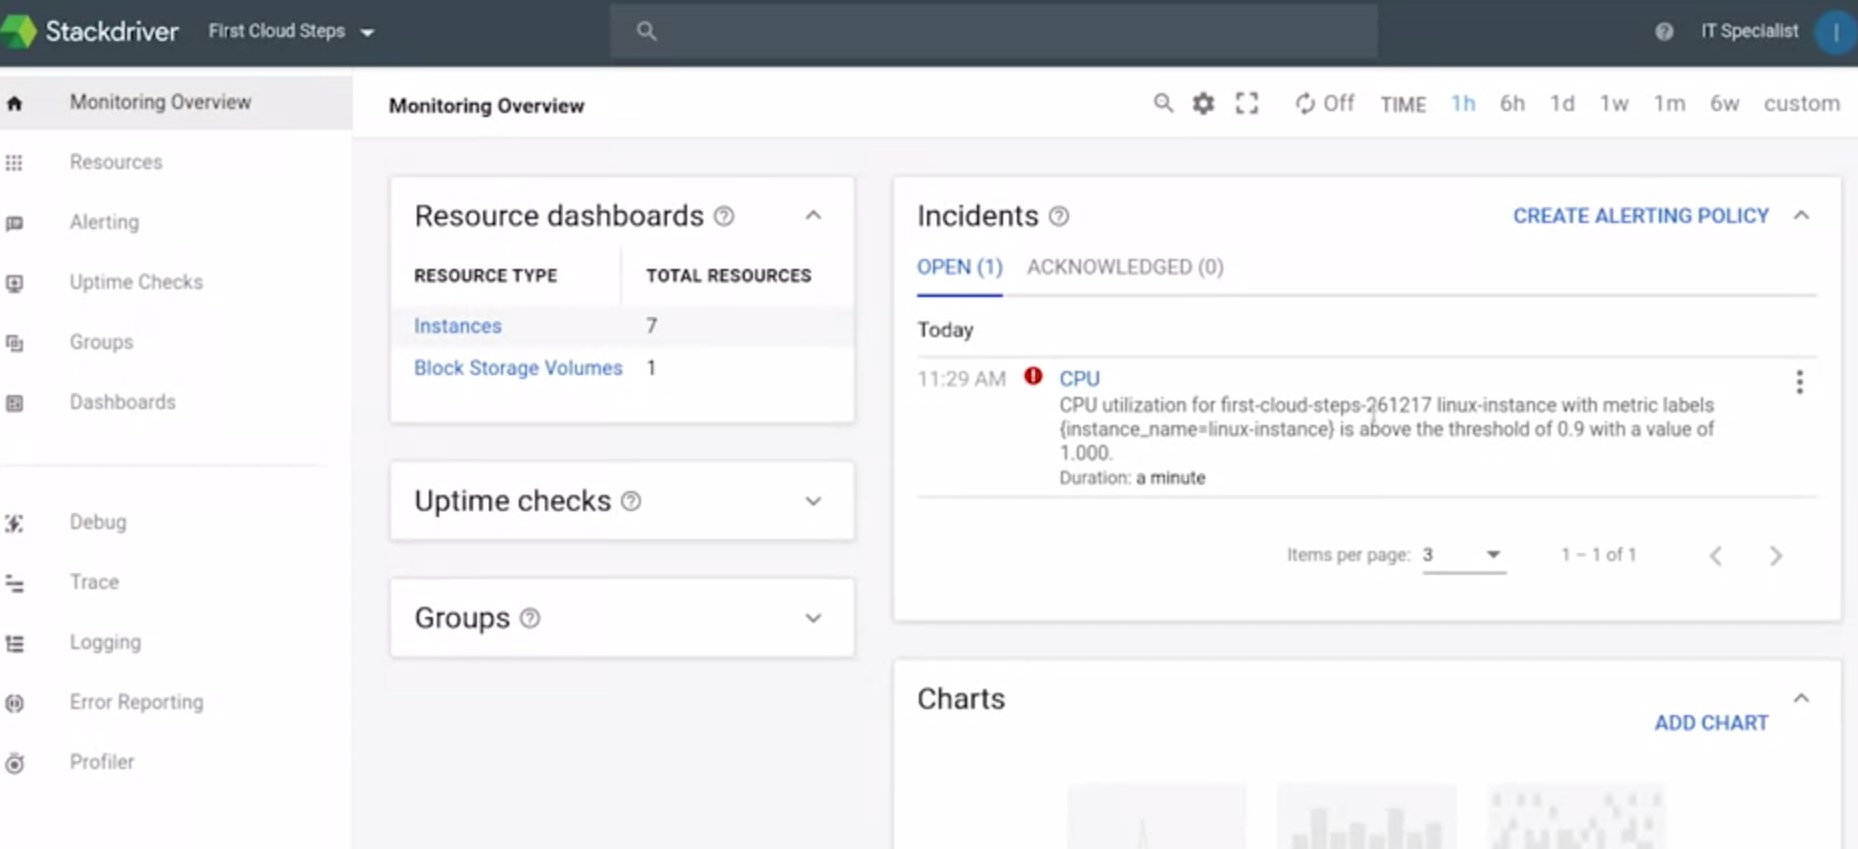 Stackdriver
First Cloud Steps
IT Specialist
I
Monitoring Overview
Resources
Alerting
Uptime Checks
Groups
Dashboards
Debug
Trace
Logging
Error Reporting
Profiler
Monitoring Overview
Off TIME 1h 6h 1d 1w 1m 6w custom
Resource dashboards
RESOURCE TYPE TOTAL RESOURCES
Instances 7
Block Storage Volumes 1
Uptime checks
Groups
Incidents
CREATE ALERTING POLICY
OPEN (1) ACKNOWLEDGED (0)
Today
11:29 AM CPU
CPU utilization for first-cloud-steps-261217 linux-instance with metric labels
{instance_name=linux-instance} is above the threshold of 0.9 with a value of
1.000.
Duration: a minute
Items per page: 3 1 – 1 of 1
Charts
ADD CHART